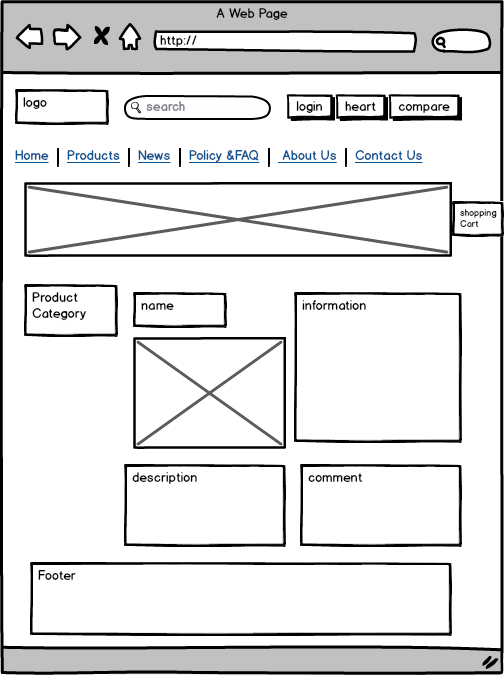 A Web Page
http://
logo
search
login heart compare
Home Products News Policy &FAQ About Us Contact Us
shopping
Cart
Product
Category
name
information
description
comment
Footer